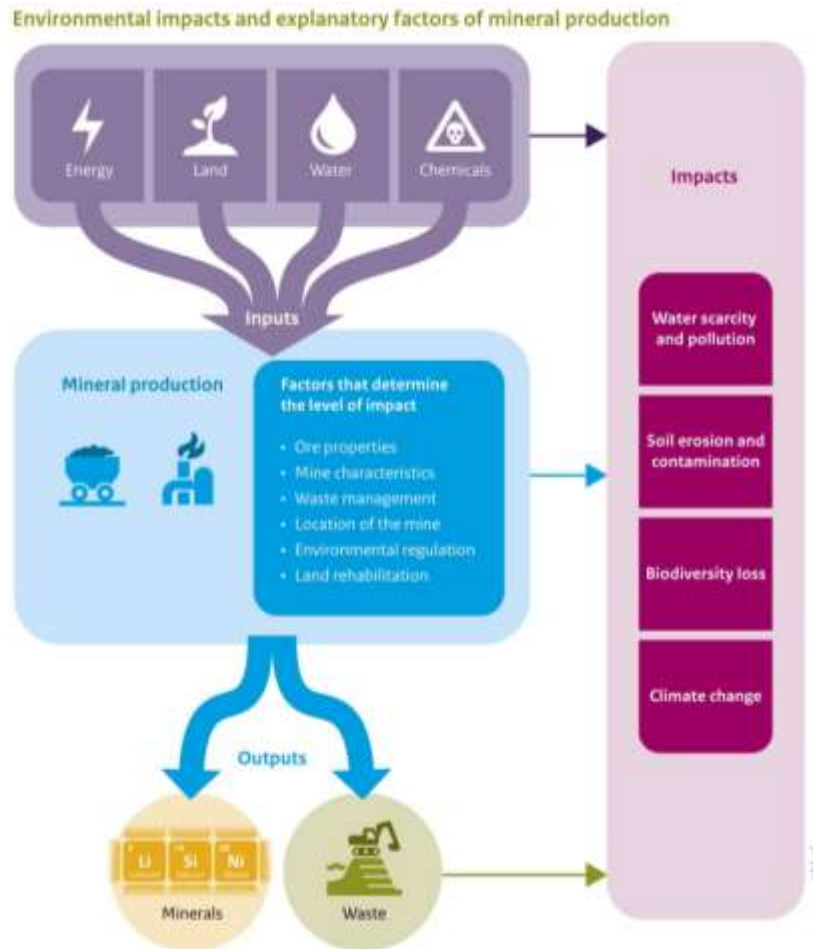 Environmental impacts and explanatory factors of mineral production
Energy
Land
Water
Chemicals
Inputs
Impacts
Water scarcity
and pollution
Soil erosion and
contamination
Biodiversity loss
Climate change
Mineral production
Factors that determine
the level of impact
• Ore properties
• Mine characteristics
• Waste management
• Location of the mine
• Environmental regulation
• Land rehabilitation
Outputs
Li
Si
Ni
Minerals
Waste